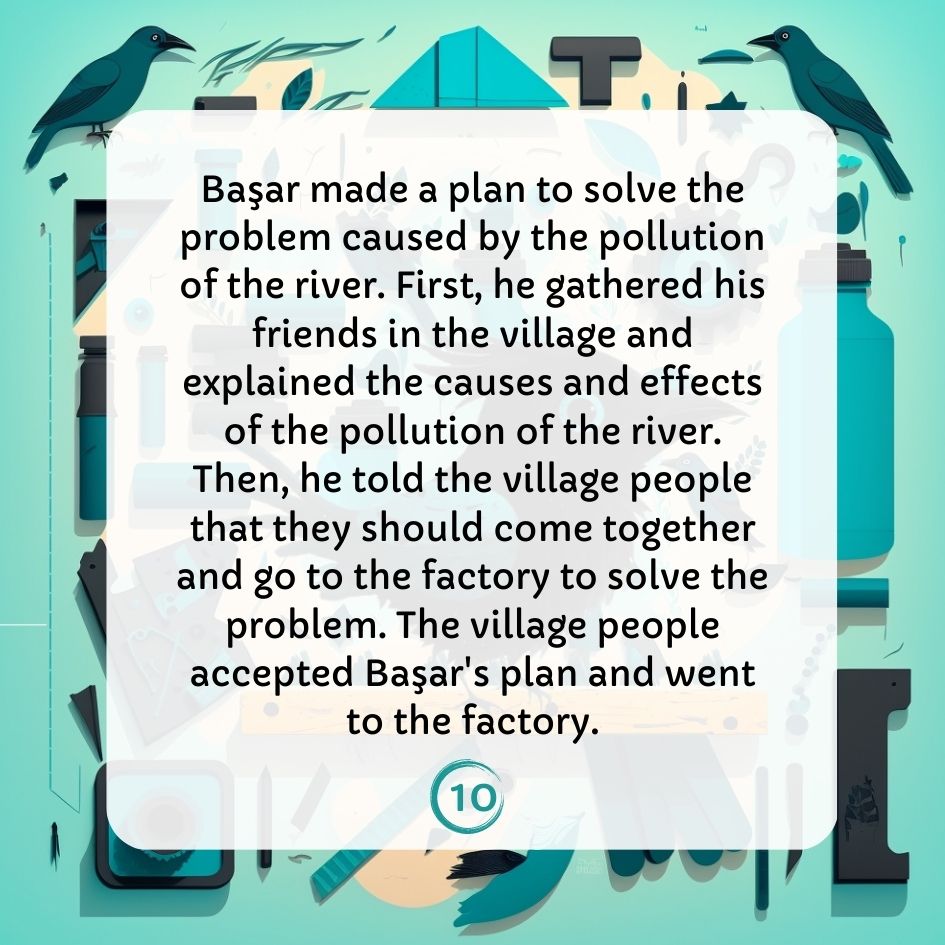 Başar made a plan to solve the
problem caused by the pollution
of the river. First, he gathered his
friends in the village and
explained the causes and effects
of the pollution of the river.
Then, he told the village people
that they should come together
and go to the factory to solve the
problem. The village people
accepted Başar's plan and went
to the factory.
10